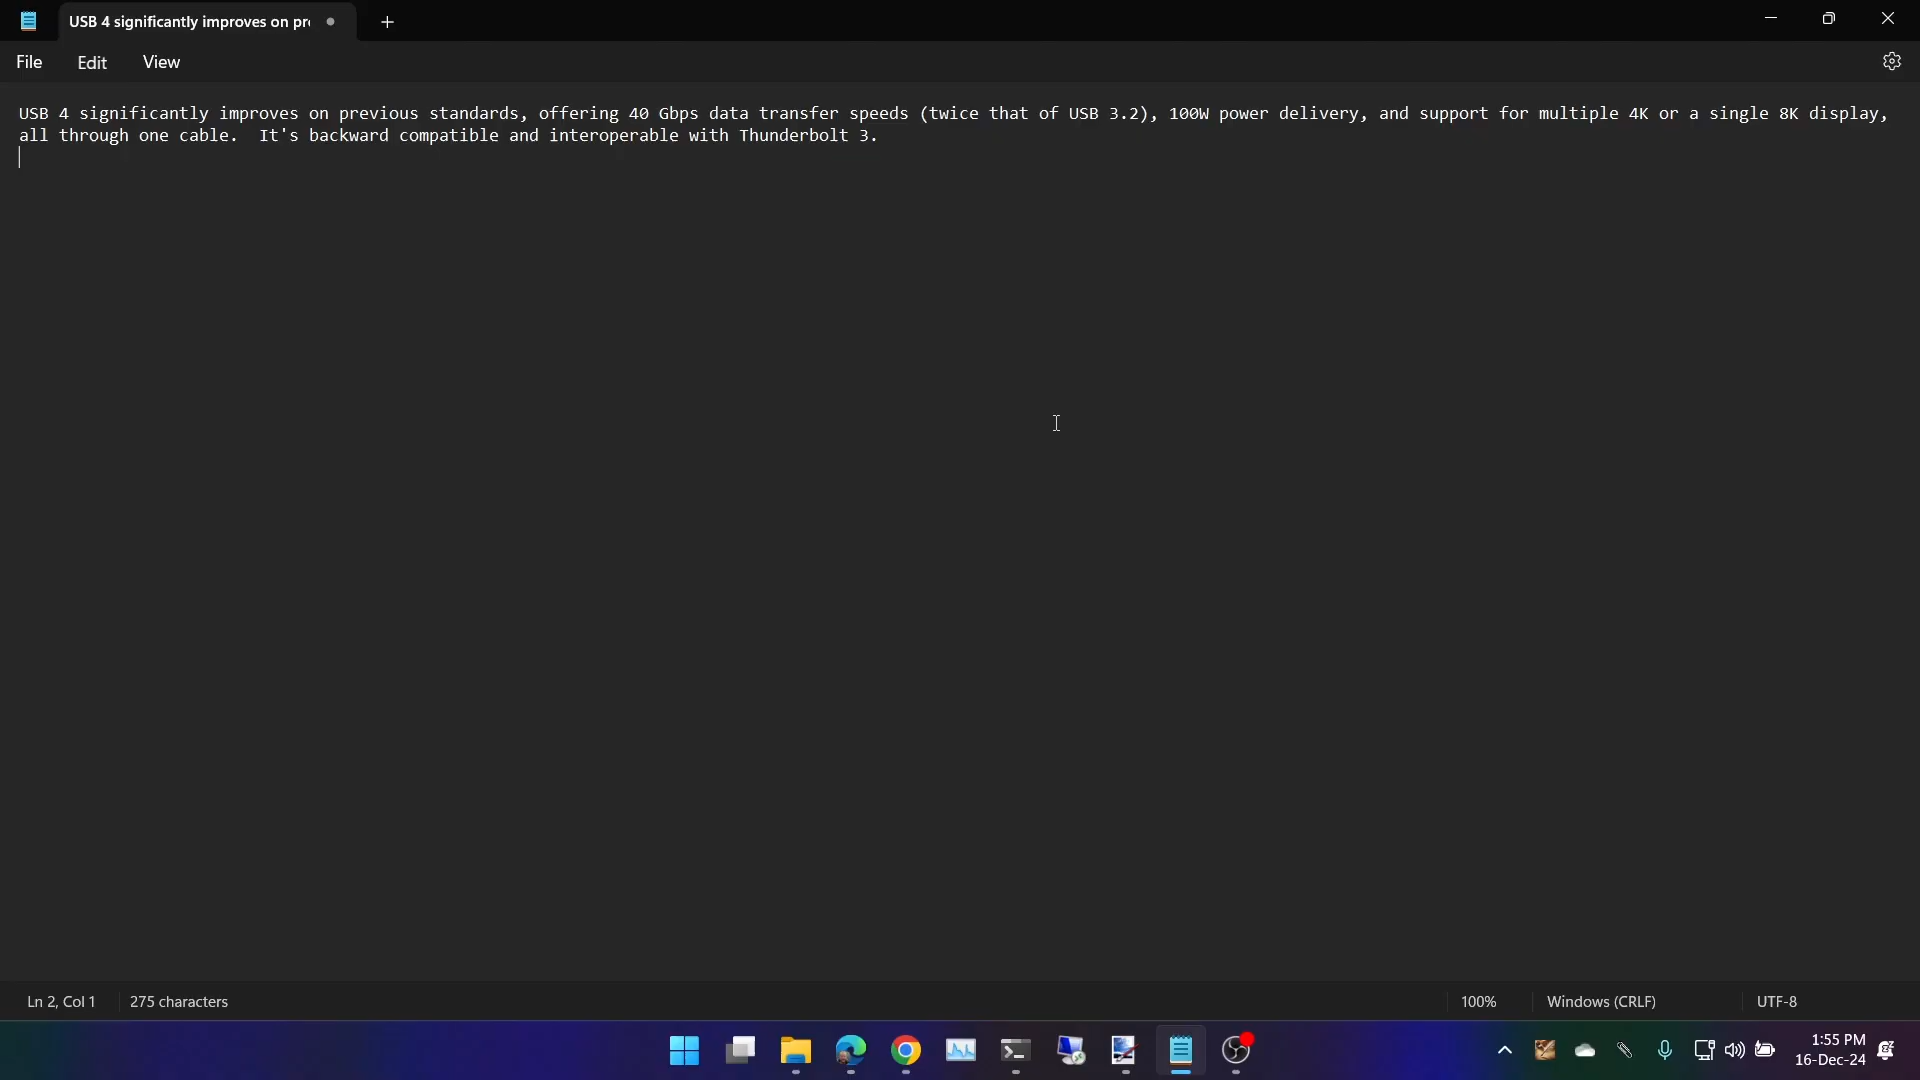 USB 4 significantly improves on pr
File Edit View
USB 4 significantly improves on previous standards, offering 40 Gbps data transfer speeds (twice that of USB 3.2), 100W power delivery, and support for multiple 4K or a single 8K display,
all through one cable.  It's backward compatible and interoperable with Thunderbolt 3.
Ln 2, Col 1 275 characters 100% Windows (CRLF) UTF-8
1:55 PM
16-Dec-24